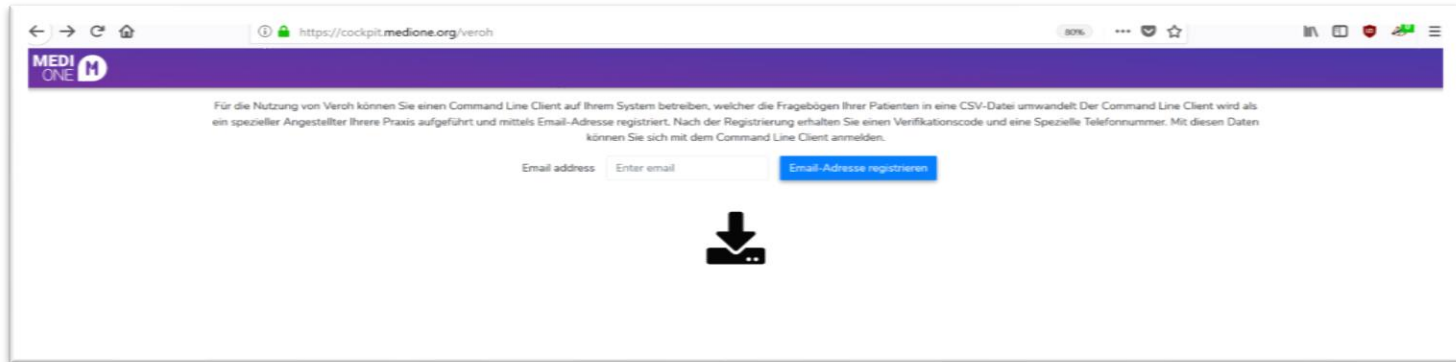 https://cockpit.medione.org/veroh
80%
MEDI
ONE M
Für die Nutzung von Veroh können Sie einen Command Line Client auf Ihrem System betreiben, welcher die Fragebögen Ihrer Patienten in eine CSV-Datei umwandelt Der Command Line Client wird als
ein spezieller Angestellter Ihrere Praxis aufgeführt und mittels Email-Adresse registriert. Nach der Registrierung erhalten Sie einen Verifikationscode und eine Spezielle Telefonnummer. Mit diesen Daten
können Sie sich mit dem Command Line Client anmelden.
Email address Enter email Email-Adresse registrieren